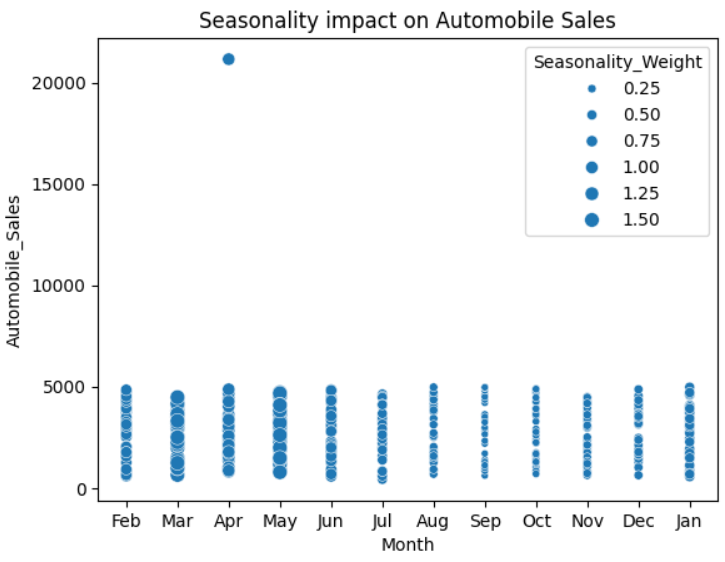 Seasonality impact on Automobile Sales
Seasonality_Weight
0.25
0.50
0.75
1.00
1.25
1.50
20000
15000
10000
5000
0
Automobile_Sales
Feb Mar Apr May Jun Jul Aug Sep Oct Nov Dec Jan
Month